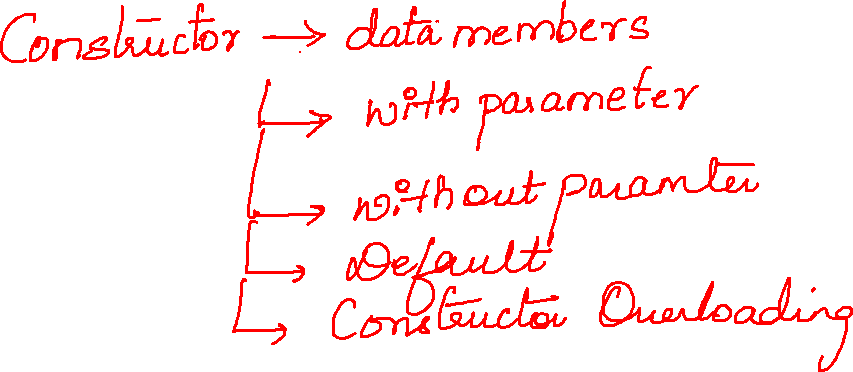 Constructor → data members
→ with parameter
→ without paramter
→ Default
→ Constructor Overloading